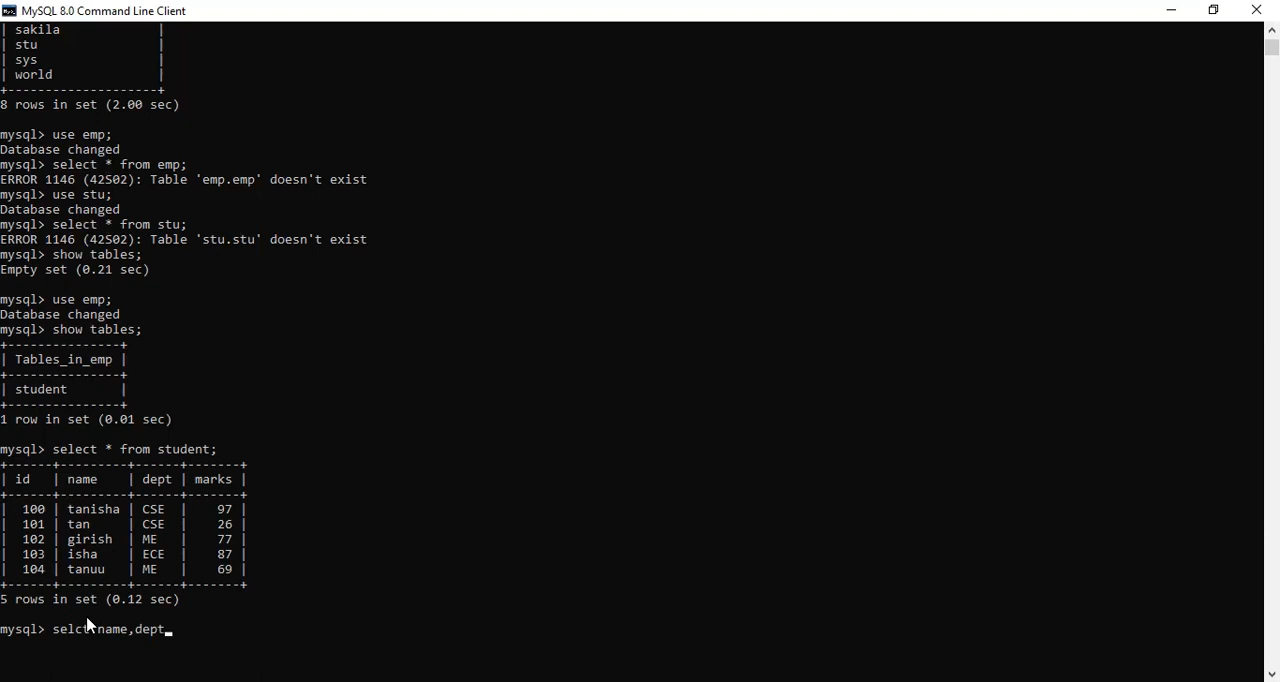 MySQL 8.0 Command Line Client
| sakila             |
| stu                |
| sys                |
| world              |
+--------------------+
8 rows in set (2.00 sec)
mysql> use emp;
Database changed
mysql> select * from emp;
ERROR 1146 (42S02): Table 'emp.emp' doesn't exist
mysql> use stu;
Database changed
mysql> select * from stu;
ERROR 1146 (42S02): Table 'stu.stu' doesn't exist
mysql> show tables;
Empty set (0.21 sec)
mysql> use emp;
Database changed
mysql> show tables;
+---------------+
| Tables_in_emp |
+---------------+
| student       |
+---------------+
1 row in set (0.01 sec)
mysql> select * from student;
+------+---------+------+-------+
| id   | name    | dept | marks |
+------+---------+------+-------+
|  100 | tanisha | CSE  |    97 |
|  101 | tan     | CSE  |    26 |
|  102 | girish  | ME   |    77 |
|  103 | isha    | ECE  |    87 |
|  104 | tanuu   | ME   |    69 |
+------+---------+------+-------+
5 rows in set (0.12 sec)
mysql> selct name,dept_